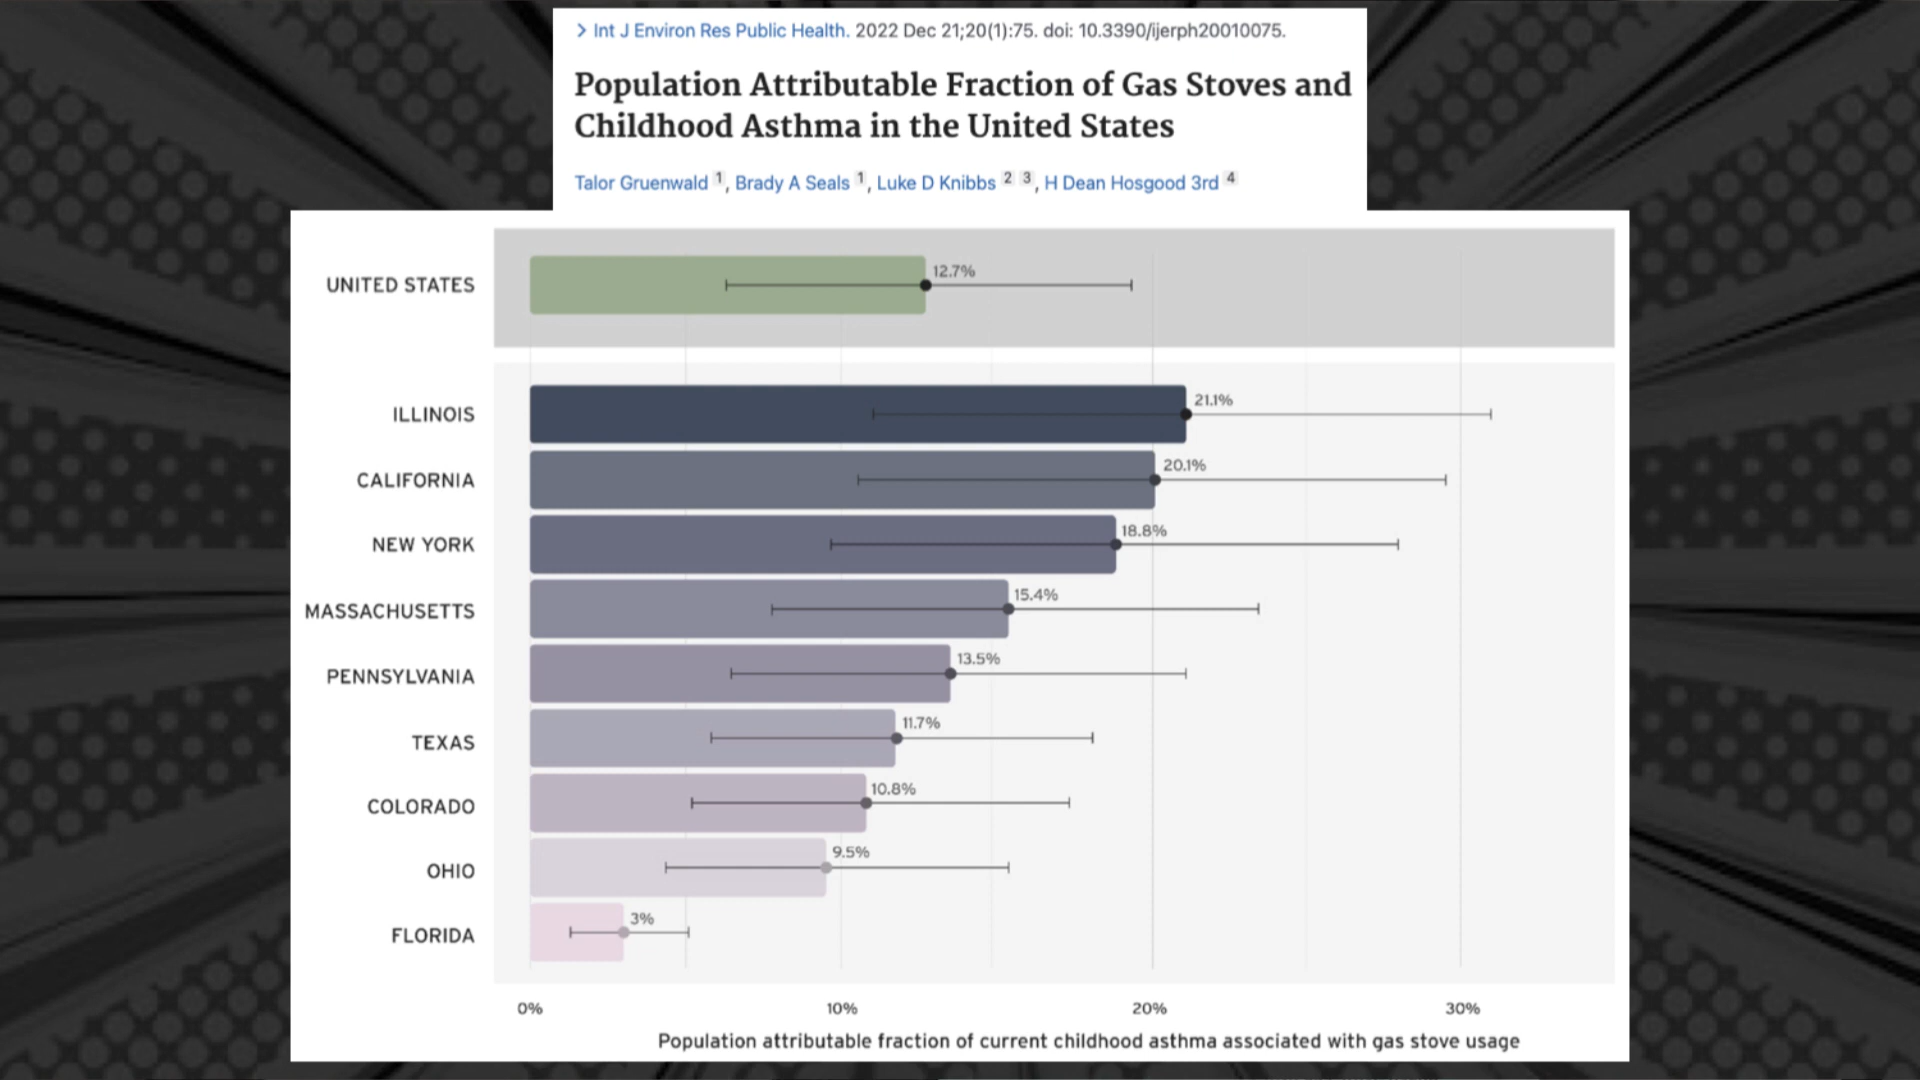 > Int J Environ Res Public Health. 2022 Dec 21;20(1):75. doi: 10.3390/ijerph20010075.
Population Attributable Fraction of Gas Stoves and
Childhood Asthma in the United States
Talor Gruenwald 1, Brady A Seals 1, Luke D Knibbs 2 3, H Dean Hosgood 3rd 4
UNITED STATES 12.7%
ILLINOIS 21.1%
CALIFORNIA 20.1%
NEW YORK 18.8%
MASSACHUSETTS 15.4%
PENNSYLVANIA 13.5%
TEXAS 11.7%
COLORADO 10.8%
OHIO 9.5%
FLORIDA 3%
0% 10% 20% 30%
Population attributable fraction of current childhood asthma associated with gas stove usage